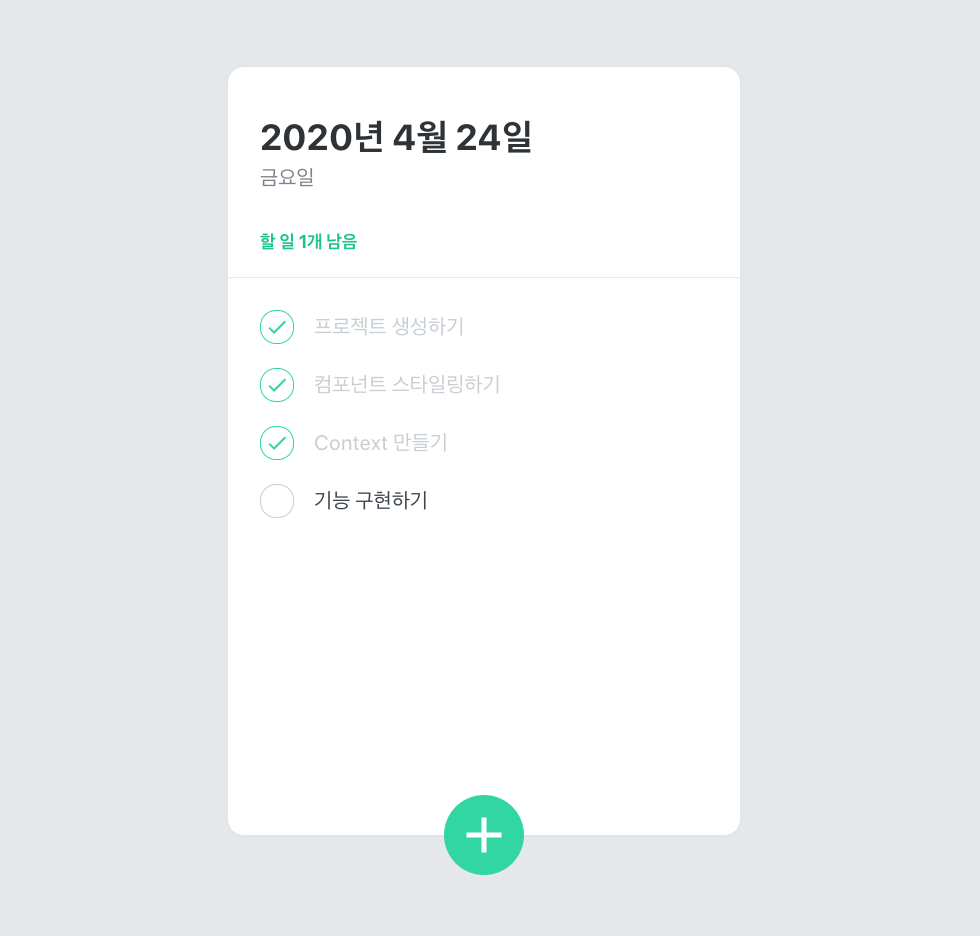 2020년 4월 24일
금요일
할 일 1개 남음
프로젝트 생성하기
컴포넌트 스타일링하기
Context 만들기
기능 구현하기